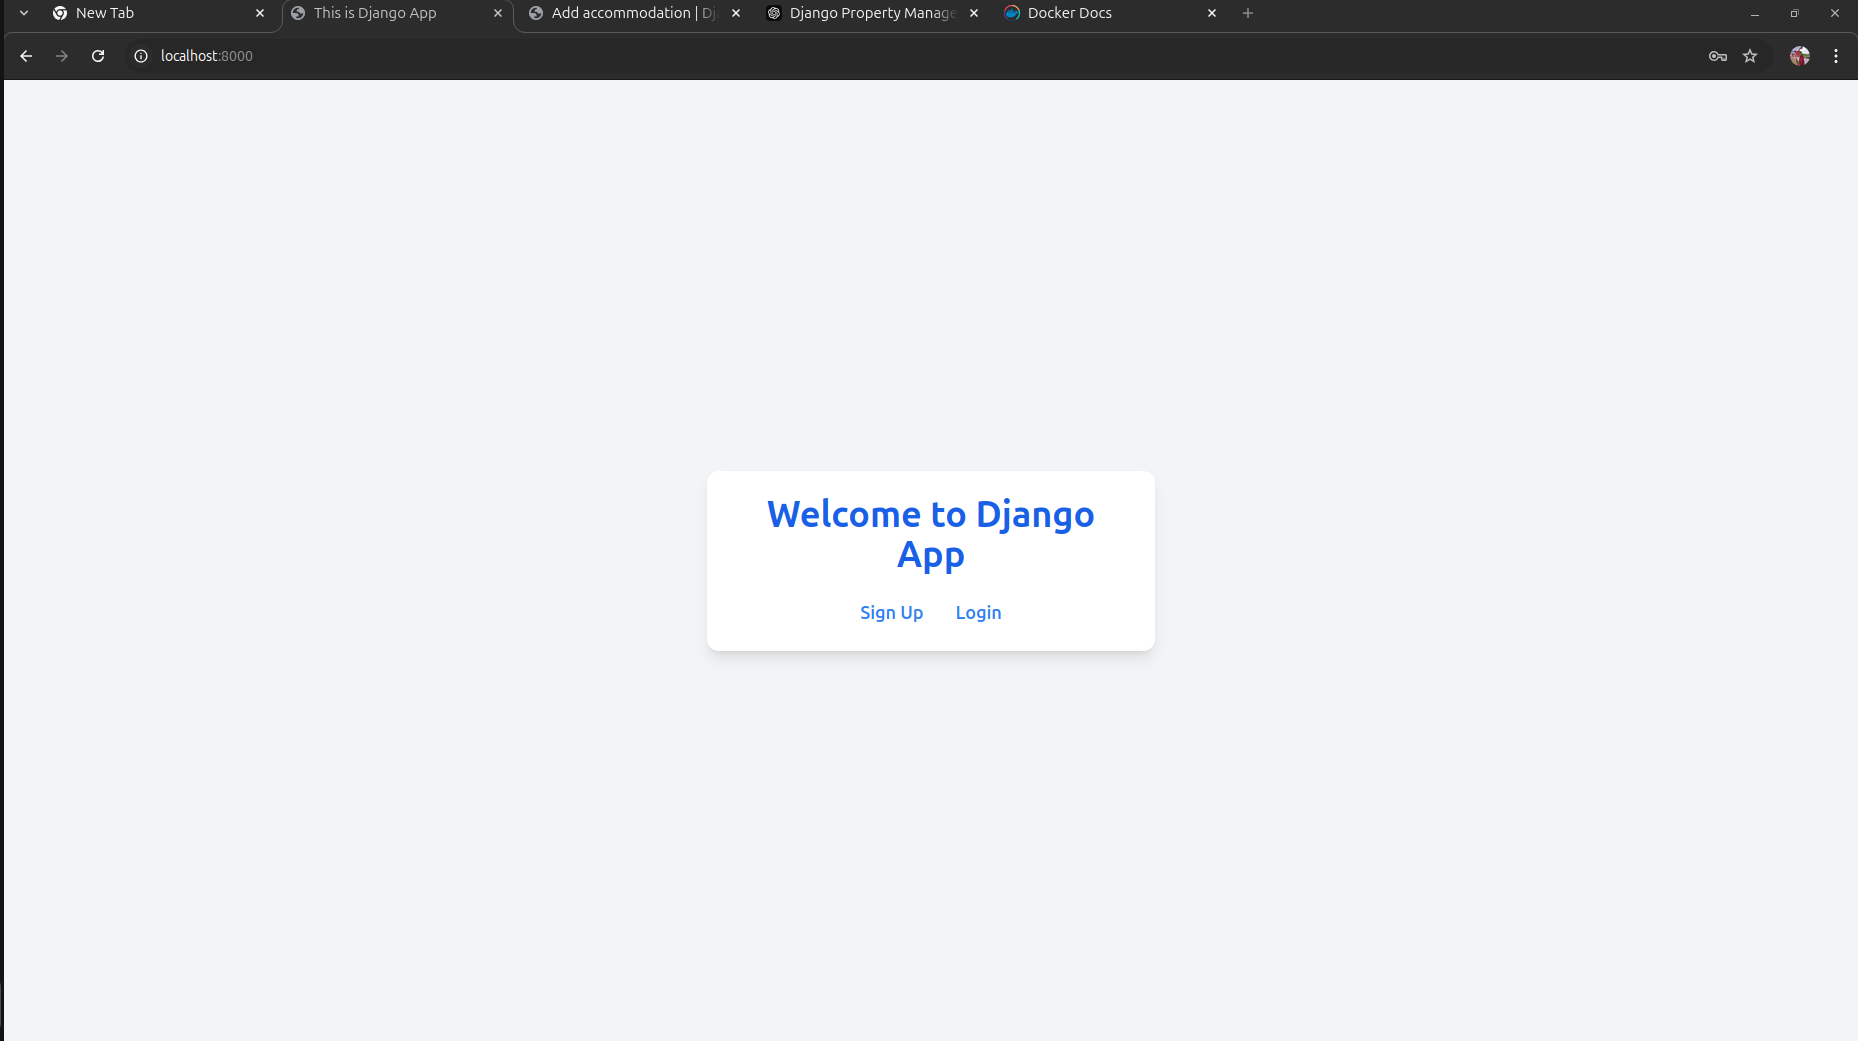 New Tab
This is Django App
Add accommodation | Dj
Django Property Manage
Docker Docs
localhost:8000
Welcome to Django
App
Sign Up
Login